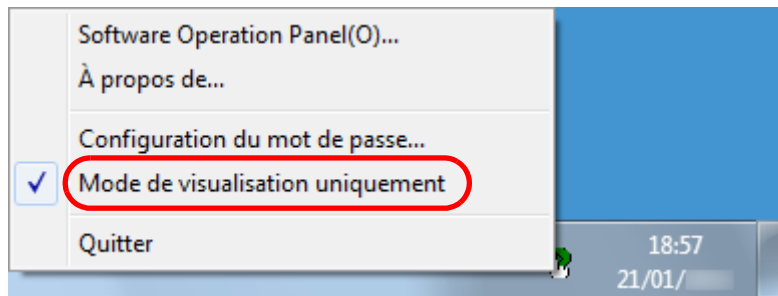 Software Operation Panel(O)...
À propos de...
Configuration du mot de passe...
Mode de visualisation uniquement
Quitter
18:57
21/01/